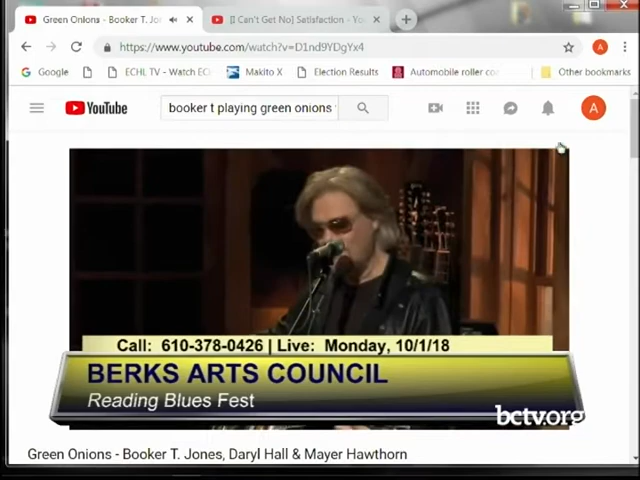 Green Onions - Booker T. Jon
[I Can't Get No] Satisfaction - Yo
https://www.youtube.com/watch?v=D1nd9YDgYx4
A
Google
ECHL TV - Watch EC
Makito X
Election Results
Automobile roller co
Other bookmarks
YouTube
booker t playing green onions
A
Call: 610-378-0426 | Live: Monday, 10/1/18
BERKS ARTS COUNCIL
Reading Blues Fest
bctv.org
Green Onions - Booker T. Jones, Daryl Hall & Mayer Hawthorn